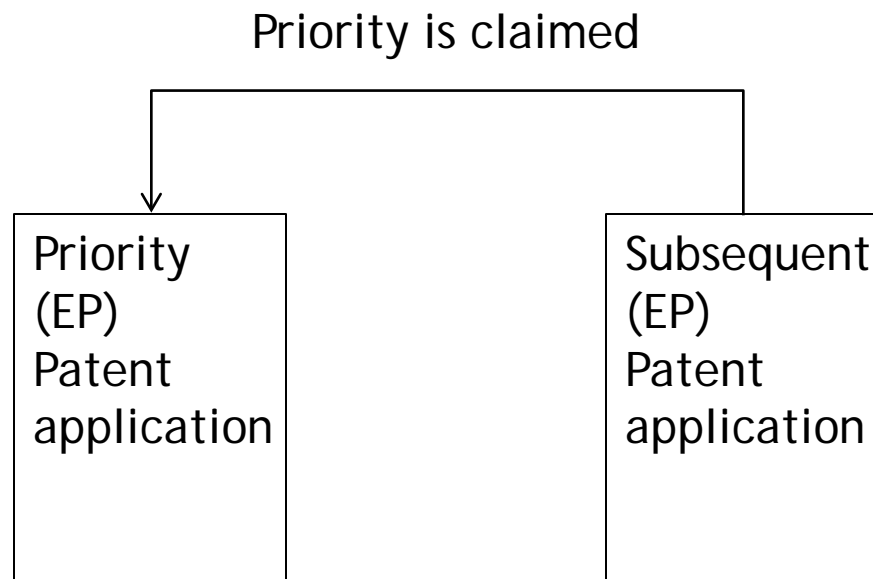 Priority is claimed
Priority
(EP)
Patent
application
Subsequent
(EP)
Patent
application